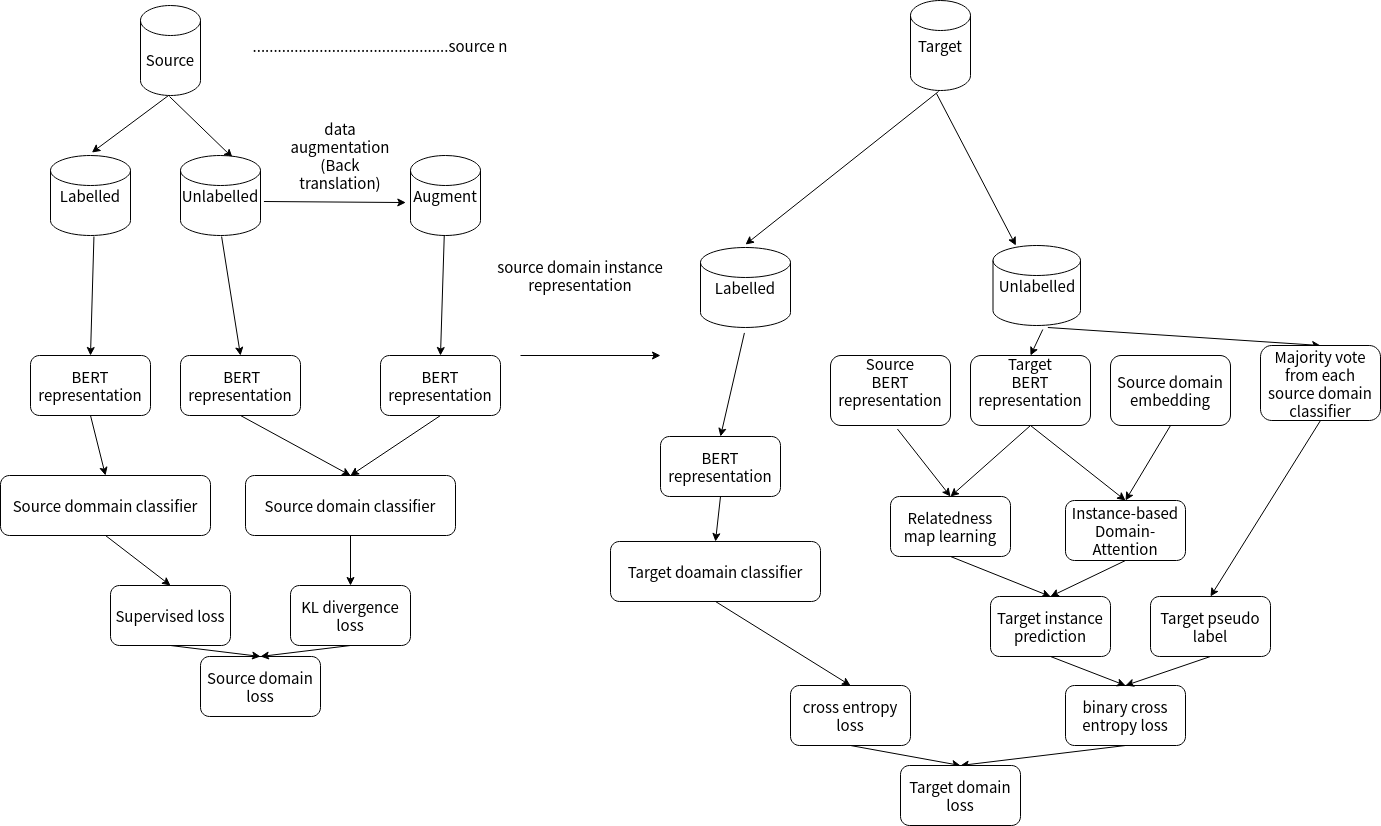 Source
..............................................source n
Target
data
augmentation
(Back
translation)
Labelled
Unlabelled
Augment
source domain instance
representation
Labelled
Unlabelled
BERT
representation
BERT
representation
BERT
representation
Source
BERT
representation
Target
BERT
representation
Source domain
embedding
Majority vote
from each
source domain
classifier
BERT
representation
Source dommain classifier
Source domain classifier
Relatedness
map learning
Instance-based
Domain-
Attention
Target doamain classifier
Supervised loss
KL divergence
loss
Target instance
prediction
Target pseudo
label
Source domain
loss
cross entropy
loss
binary cross
entropy loss
Target domain
loss